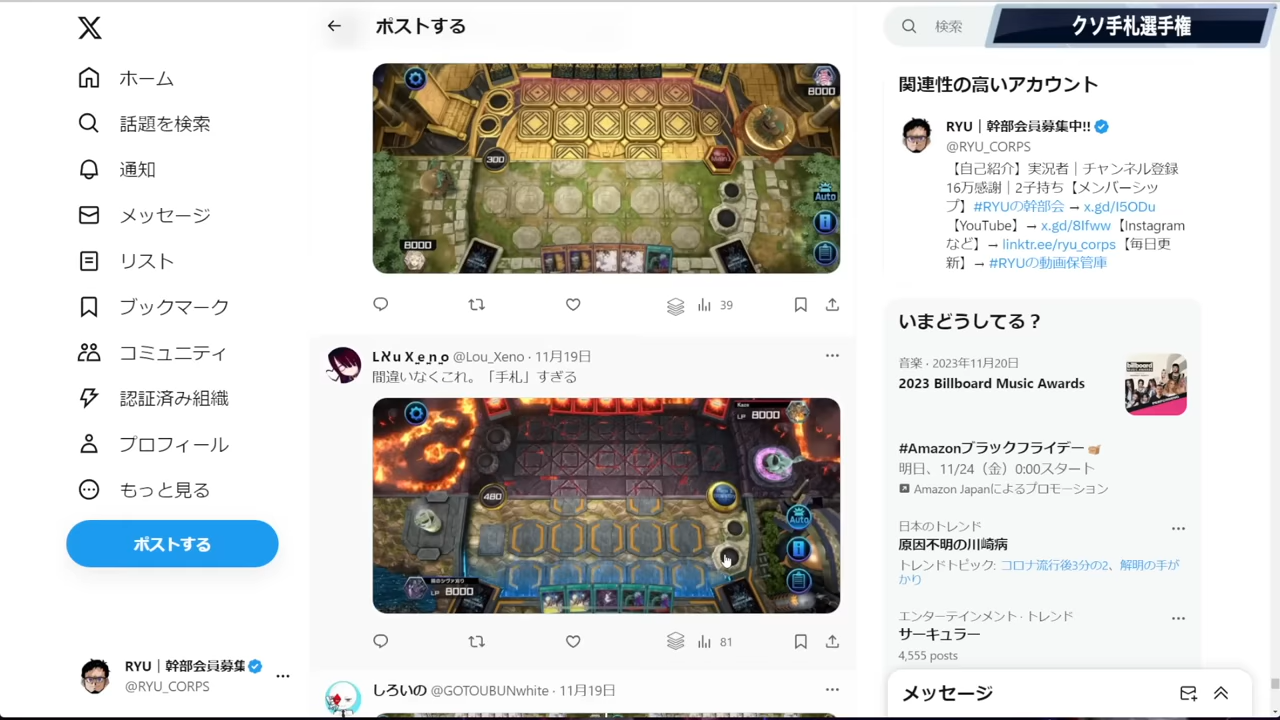 ポストする
検索
クソ手札選手権
ホーム
話題を検索
通知
メッセージ
リスト
ブックマーク
コミュニティ
認証済み組織
プロフィール
もっと見る
ポストする
RYU｜幹部会員募集
@RYU_CORPS
8000
300
Auto
8000
39
LꓘuX̲e̲n̲o̲ @Lou_Xeno · 11月19日
間違いなくこれ。「手札」すぎる
LP 8000
480
Auto
LP 8000
81
しろいの @GOTOUBUNwhite · 11月19日
関連性の高いアカウント
RYU｜幹部会員募集中!!
@RYU_CORPS
【自己紹介】実況者｜チャンネル登録
16万感謝｜2子持ち【メンバーシッ
プ】#RYUの幹部会 → x.gd/I5ODu
【YouTube】→ x.gd/8Ifww【Instagram
など】→ linktr.ee/ryu_corps【毎日更
新】→ #RYUの動画保管庫
いまどうしてる？
音楽 · 2023年11月20日
2023 Billboard Music Awards
#Amazonブラックフライデー
明日、11/24（金）0:00スタート
Amazon Japanによるプロモーション
日本のトレンド
原因不明の川崎病
トレンドトピック: コロナ流行後3分の2、解明の手が
かり
エンターテインメント · トレンド
サーキュラー
4,555 posts
メッセージ